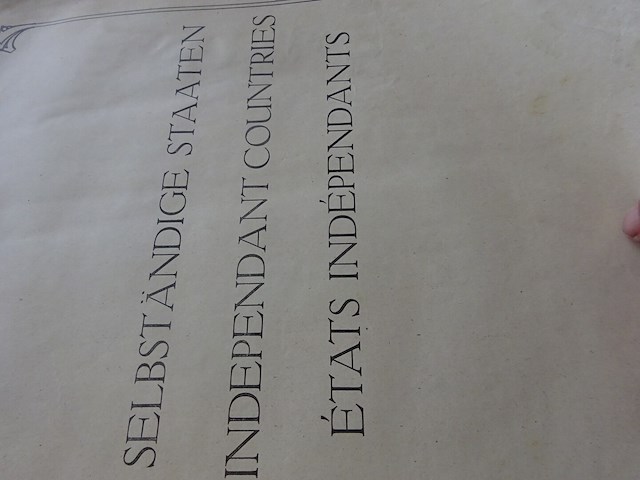 SELBSTÄNDIGE STAATEN
INDEPENDANT COUNTRIES
ÉTATS INDÉPENDANTS